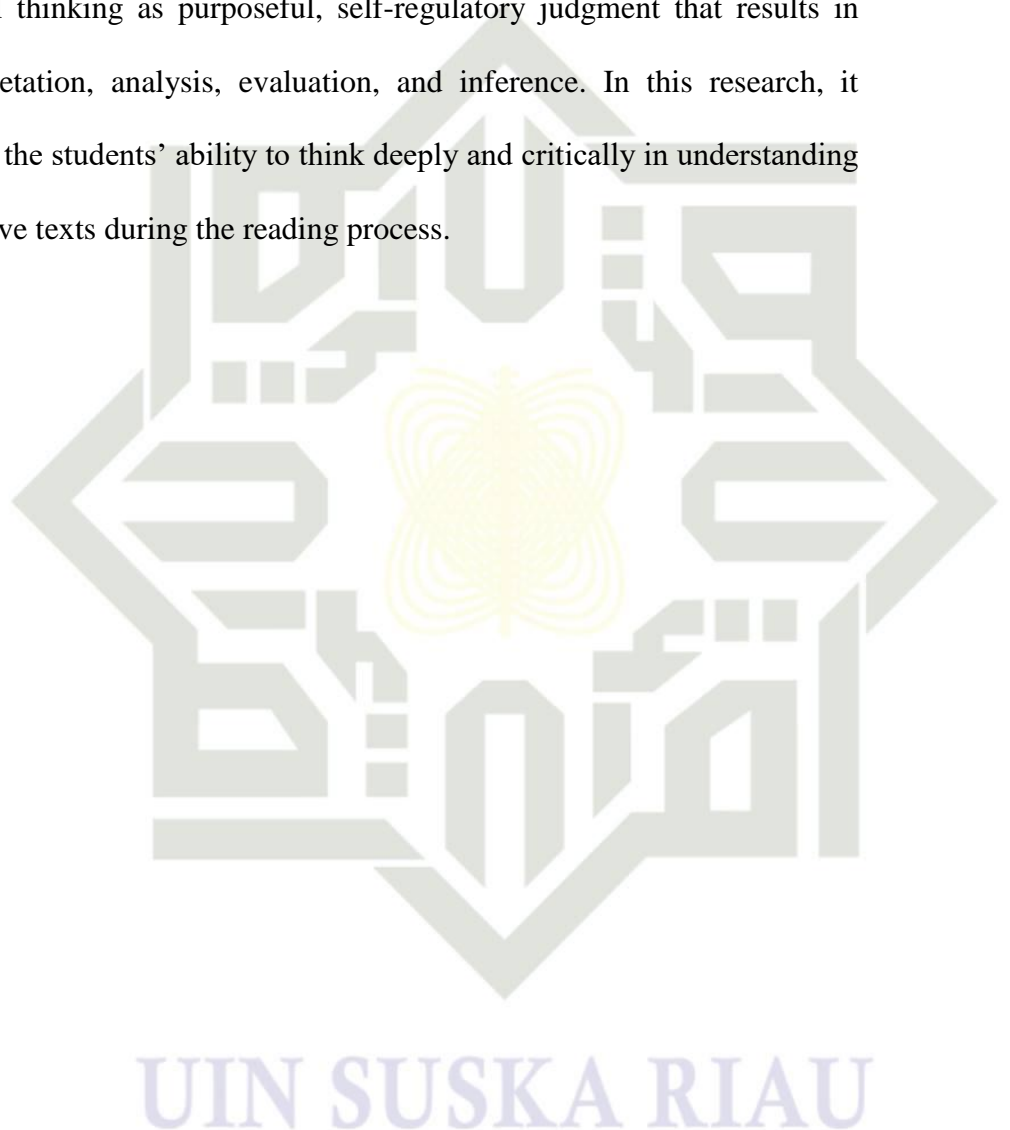 thinking as purposeful, self-regulatory judgment that results in
etation, analysis, evaluation, and inference. In this research, it
the students’ ability to think deeply and critically in understanding
ve texts during the reading process.
UIN SUSKA RIAU